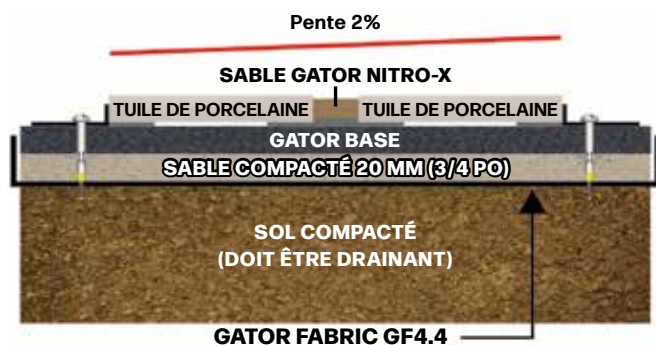 Pente 2%
SABLE GATOR NITRO-X
TUILE DE PORCELAINE TUILE DE PORCELAINE
GATOR BASE
SABLE COMPACTÉ 20 MM (3/4 PO)
SOL COMPACTÉ
(DOIT ÊTRE DRAINANT)
GATOR FABRIC GF4.4